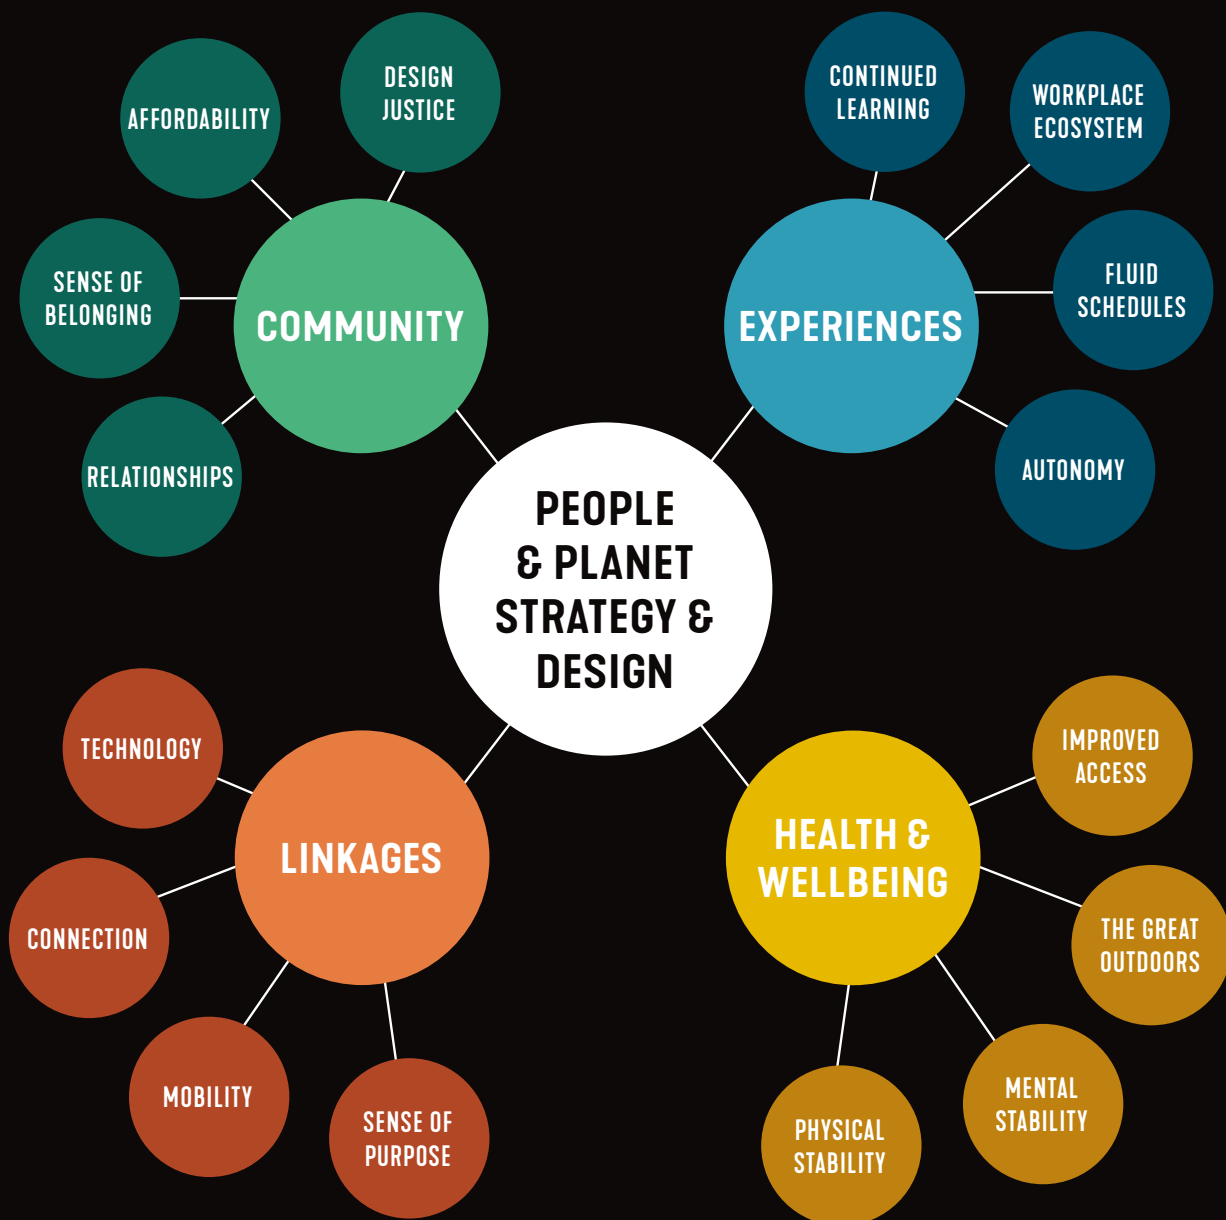 DESIGN
JUSTICE
AFFORDABILITY
SENSE OF
BELONGING
RELATIONSHIPS
COMMUNITY
CONTINUED
LEARNING
WORKPLACE
ECOSYSTEM
FLUID
SCHEDULES
AUTONOMY
EXPERIENCES
PEOPLE
& PLANET
STRATEGY &
DESIGN
TECHNOLOGY
CONNECTION
MOBILITY
SENSE OF
PURPOSE
LINKAGES
HEALTH &
WELLBEING
IMPROVED
ACCESS
THE GREAT
OUTDOORS
MENTAL
STABILITY
PHYSICAL
STABILITY